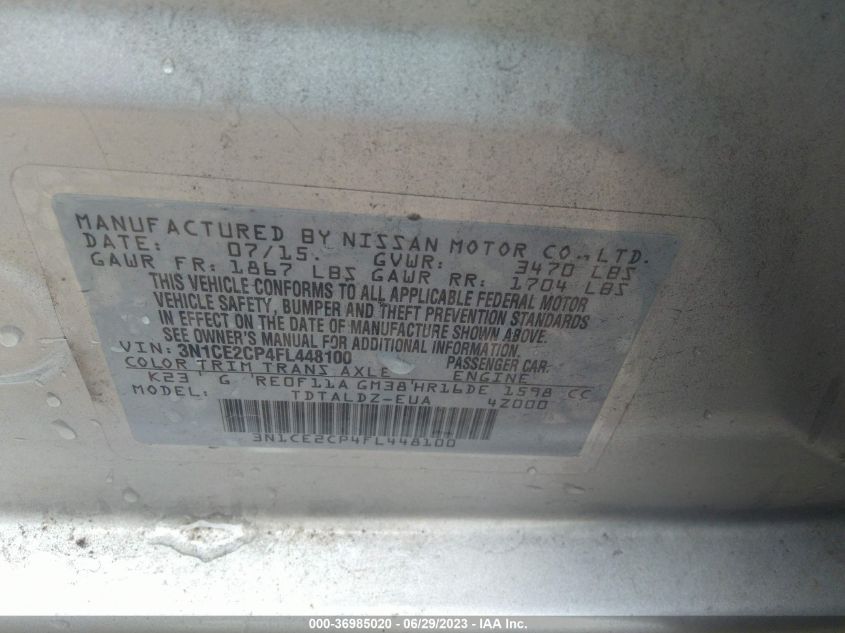 MANUFACTURED BY NISSAN MOTOR CO., LTD.
DATE: 07/15. GVWR: 3470 LBS
GAWR FR: 1867 LBS GAWR RR: 1704 LBS
THIS VEHICLE CONFORMS TO ALL APPLICABLE FEDERAL MOTOR
VEHICLE SAFETY, BUMPER AND THEFT PREVENTION STANDARDS
IN EFFECT ON THE DATE OF MANUFACTURE SHOWN ABOVE.
SEE OWNER'S MANUAL FOR ADDITIONAL INFORMATION.
VIN: 3N1CE2CP4FL448100 PASSENGER CAR.
COLOR TRIM TRANS AXLE ENGINE
K23 G RE0F11A GM38 HR16DE 1598 CC
MODEL: TDTALDZ-EUA 4Z000
3N1CE2CP4FL448100
000-36985020 / 06/29/2023 - IAA Inc.